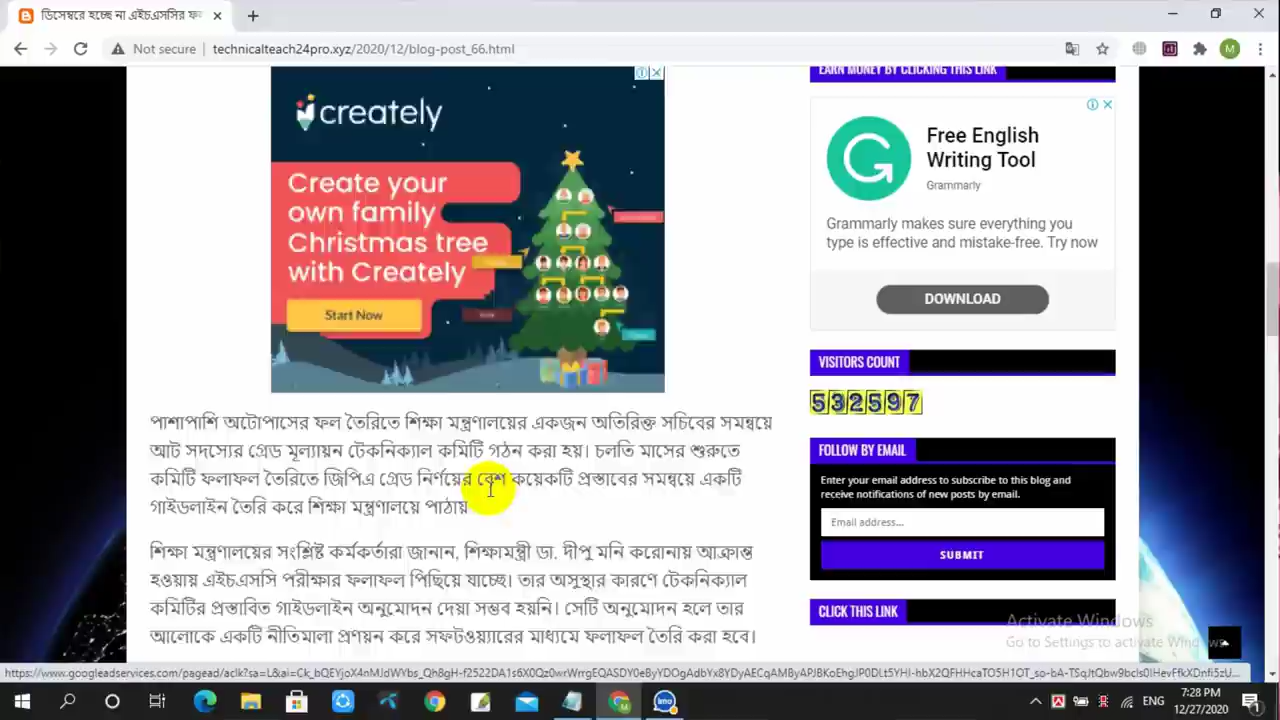 ডিসেম্বরে হচ্ছে না এইচএসসির ফল
Not secure
technicalteach24pro.xyz/2020/12/blog-post_66.html
M
EARN MONEY BY CLICKING THIS LINK
creately
Create your
own family
Christmas tree
with Creately
Start Now
Free English
Writing Tool
Grammarly
Grammarly makes sure everything you
type is effective and mistake-free. Try now
DOWNLOAD
VISITORS COUNT
532597
পাশাপাশি অটোপাসের ফল তৈরিতে শিক্ষা মন্ত্রণালয়ের একজন অতিরিক্ত সচিবের সমন্বয়ে
আট সদস্যের গ্রেড মূল্যায়ন টেকনিক্যাল কমিটি গঠন করা হয়। চলতি মাসের শুরুতে
কমিটি ফলাফল তৈরিতে জিপিএ গ্রেড নির্ণয়ের বেশ কয়েকটি প্রস্তাবের সমন্বয়ে একটি
গাইডলাইন তৈরি করে শিক্ষা মন্ত্রণালয়ে পাঠায়
শিক্ষা মন্ত্রণালয়ের সংশ্লিষ্ট কর্মকর্তারা জানান, শিক্ষামন্ত্রী ডা. দীপু মনি করোনায় আক্রান্ত
হওয়ায় এইচএসসি পরীক্ষার ফলাফল পিছিয়ে যাচ্ছে। তার অসুস্থার কারণে টেকনিক্যাল
কমিটির প্রস্তাবিত গাইডলাইন অনুমোদন দেয়া সম্ভব হয়নি। সেটি অনুমোদন হলে তার
আলোকে একটি নীতিমালা প্রণয়ন করে সফটওয়্যারের মাধ্যমে ফলাফল তৈরি করা হবে।
FOLLOW BY EMAIL
Enter your email address to subscribe to this blog and
receive notifications of new posts by email.
Email address...
SUBMIT
CLICK THIS LINK
Activate Windows
Go to Settings to activate Windows.
ENG
7:28 PM
12/27/2020